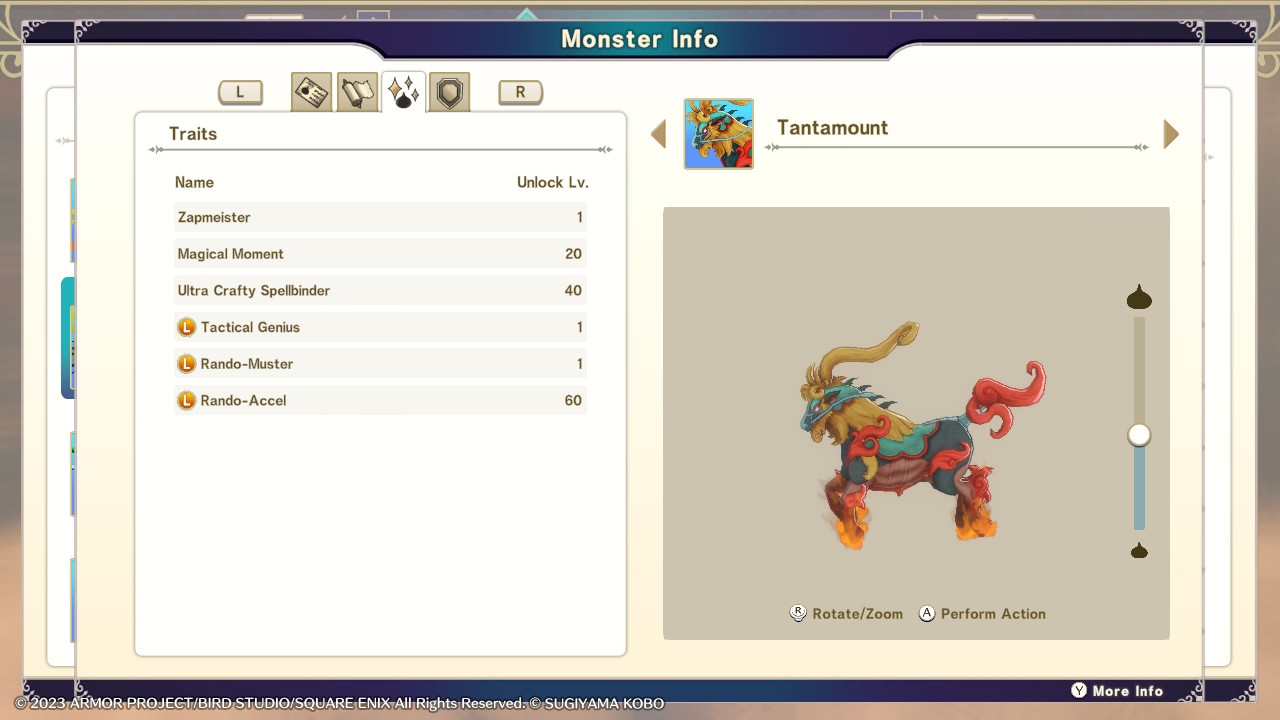 Monster Info
L
R
Traits
Name Unlock Lv.
Zapmeister 1
Magical Moment 20
Ultra Crafty Spellbinder 40
L Tactical Genius 1
L Rando-Muster 1
L Rando-Accel 60
Tantamount
R Rotate/Zoom A Perform Action
Y More Info
© 2023 ARMOR PROJECT/BIRD STUDIO/SQUARE ENIX All Rights Reserved. © SUGIYAMA KOBO